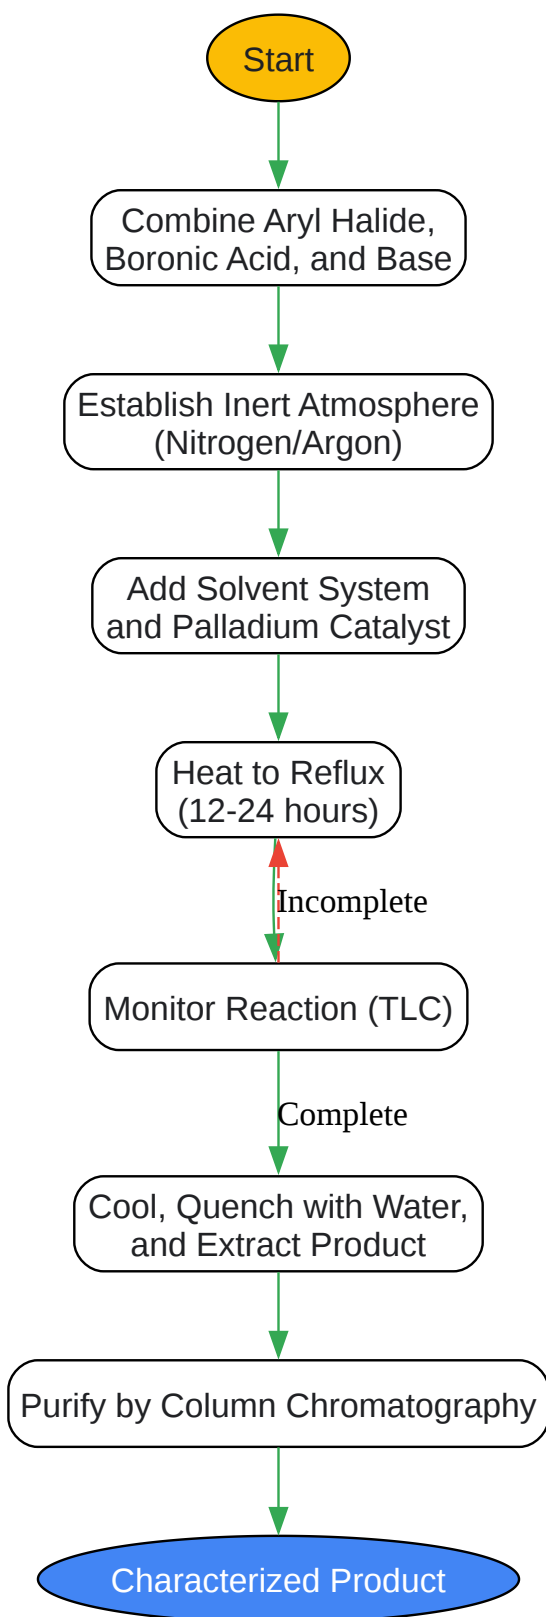 Start
Combine Aryl Halide,
Boronic Acid, and Base
Establish Inert Atmosphere
(Nitrogen/Argon)
Add Solvent System
and Palladium Catalyst
Heat to Reflux
(12-24 hours)
Incomplete
Monitor Reaction (TLC)
Complete
Cool, Quench with Water,
and Extract Product
Purify by Column Chromatography
Characterized Product